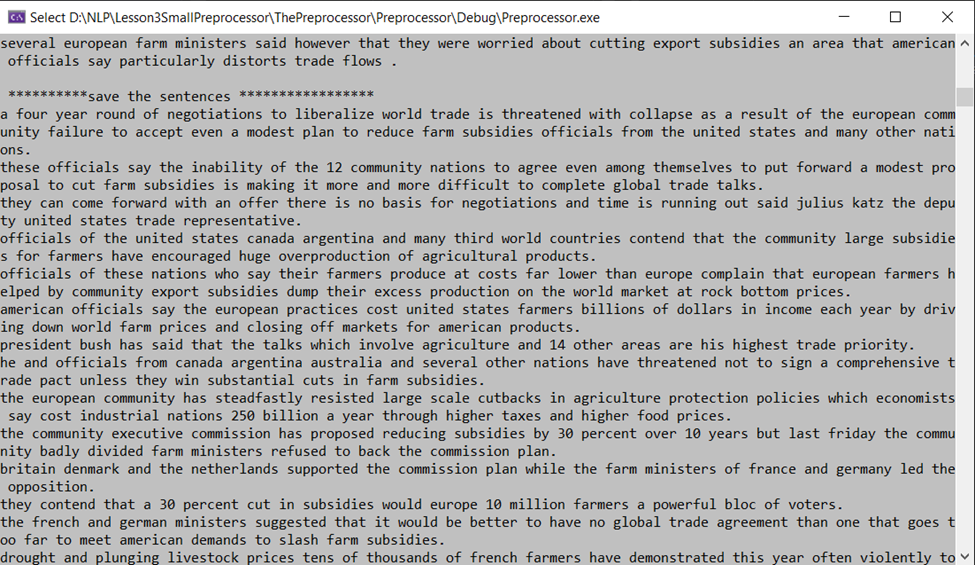 Select D:\NLP\Lesson3SmallPreprocessor\ThePreprocessor\Preprocessor\Debug\Preprocessor.exe
several european farm ministers said however that they were worried about cutting export subsidies an area that american
 officials say particularly distorts trade flows .
 **********save the sentences *****************
a four year round of negotiations to liberalize world trade is threatened with collapse as a result of the european comm
unity failure to accept even a modest plan to reduce farm subsidies officials from the united states and many other nati
ons.
these officials say the inability of the 12 community nations to agree even among themselves to put forward a modest pro
posal to cut farm subsidies is making it more and more difficult to complete global trade talks.
they can come forward with an offer there is no basis for negotiations and time is running out said julius katz the depu
ty united states trade representative.
officials of the united states canada argentina and many third world countries contend that the community large subsidie
s for farmers have encouraged huge overproduction of agricultural products.
officials of these nations who say their farmers produce at costs far lower than europe complain that european farmers h
elped by community export subsidies dump their excess production on the world market at rock bottom prices.
american officials say the european practices cost united states farmers billions of dollars in income each year by driv
ing down world farm prices and closing off markets for american products.
president bush has said that the talks which involve agriculture and 14 other areas are his highest trade priority.
he and officials from canada argentina australia and several other nations have threatened not to sign a comprehensive t
rade pact unless they win substantial cuts in farm subsidies.
the european community has steadfastly resisted large scale cutbacks in agriculture protection policies which economists
 say cost industrial nations 250 billion a year through higher taxes and higher food prices.
the community executive commission has proposed reducing subsidies by 30 percent over 10 years but last friday the commu
nity badly divided farm ministers refused to back the commission plan.
britain denmark and the netherlands supported the commission plan while the farm ministers of france and germany led the
 opposition.
they contend that a 30 percent cut in subsidies would europe 10 million farmers a powerful bloc of voters.
the french and german ministers suggested that it would be better to have no global trade agreement than one that goes t
oo far to meet american demands to slash farm subsidies.
drought and plunging livestock prices tens of thousands of french farmers have demonstrated this year often violently to